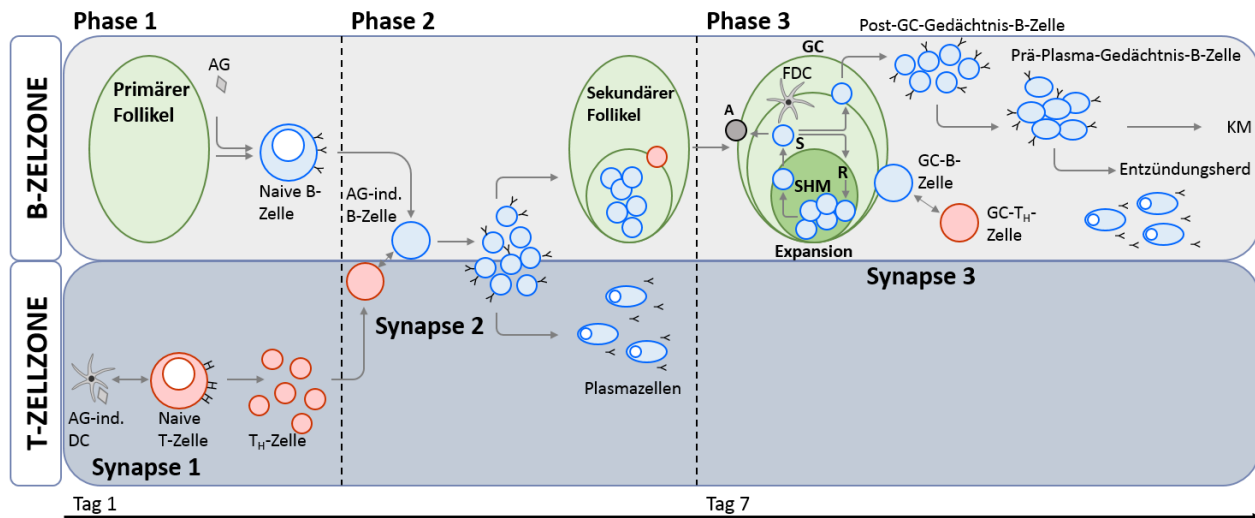 Phase 1
Phase 2
Phase 3
Post-GC-Gedächtnis-B-Zelle
B-ZELZONE
AG
Primärer
Follikel
Naive B-
Zelle
AG-ind.
B-Zelle
Sekundärer
Follikel
GC
FDC
A
S
R
SHM
Expansion
Prä-Plasma-Gedächtnis-B-Zelle
KM
Entzündungsherd
GC-B-
Zelle
GC-TH-
Zelle
Synapse 3
T-ZELLZONE
Synapse 2
Plasmazellen
AG-ind.
DC
Naive
T-Zelle
TH-Zelle
Synapse 1
Tag 1
Tag 7